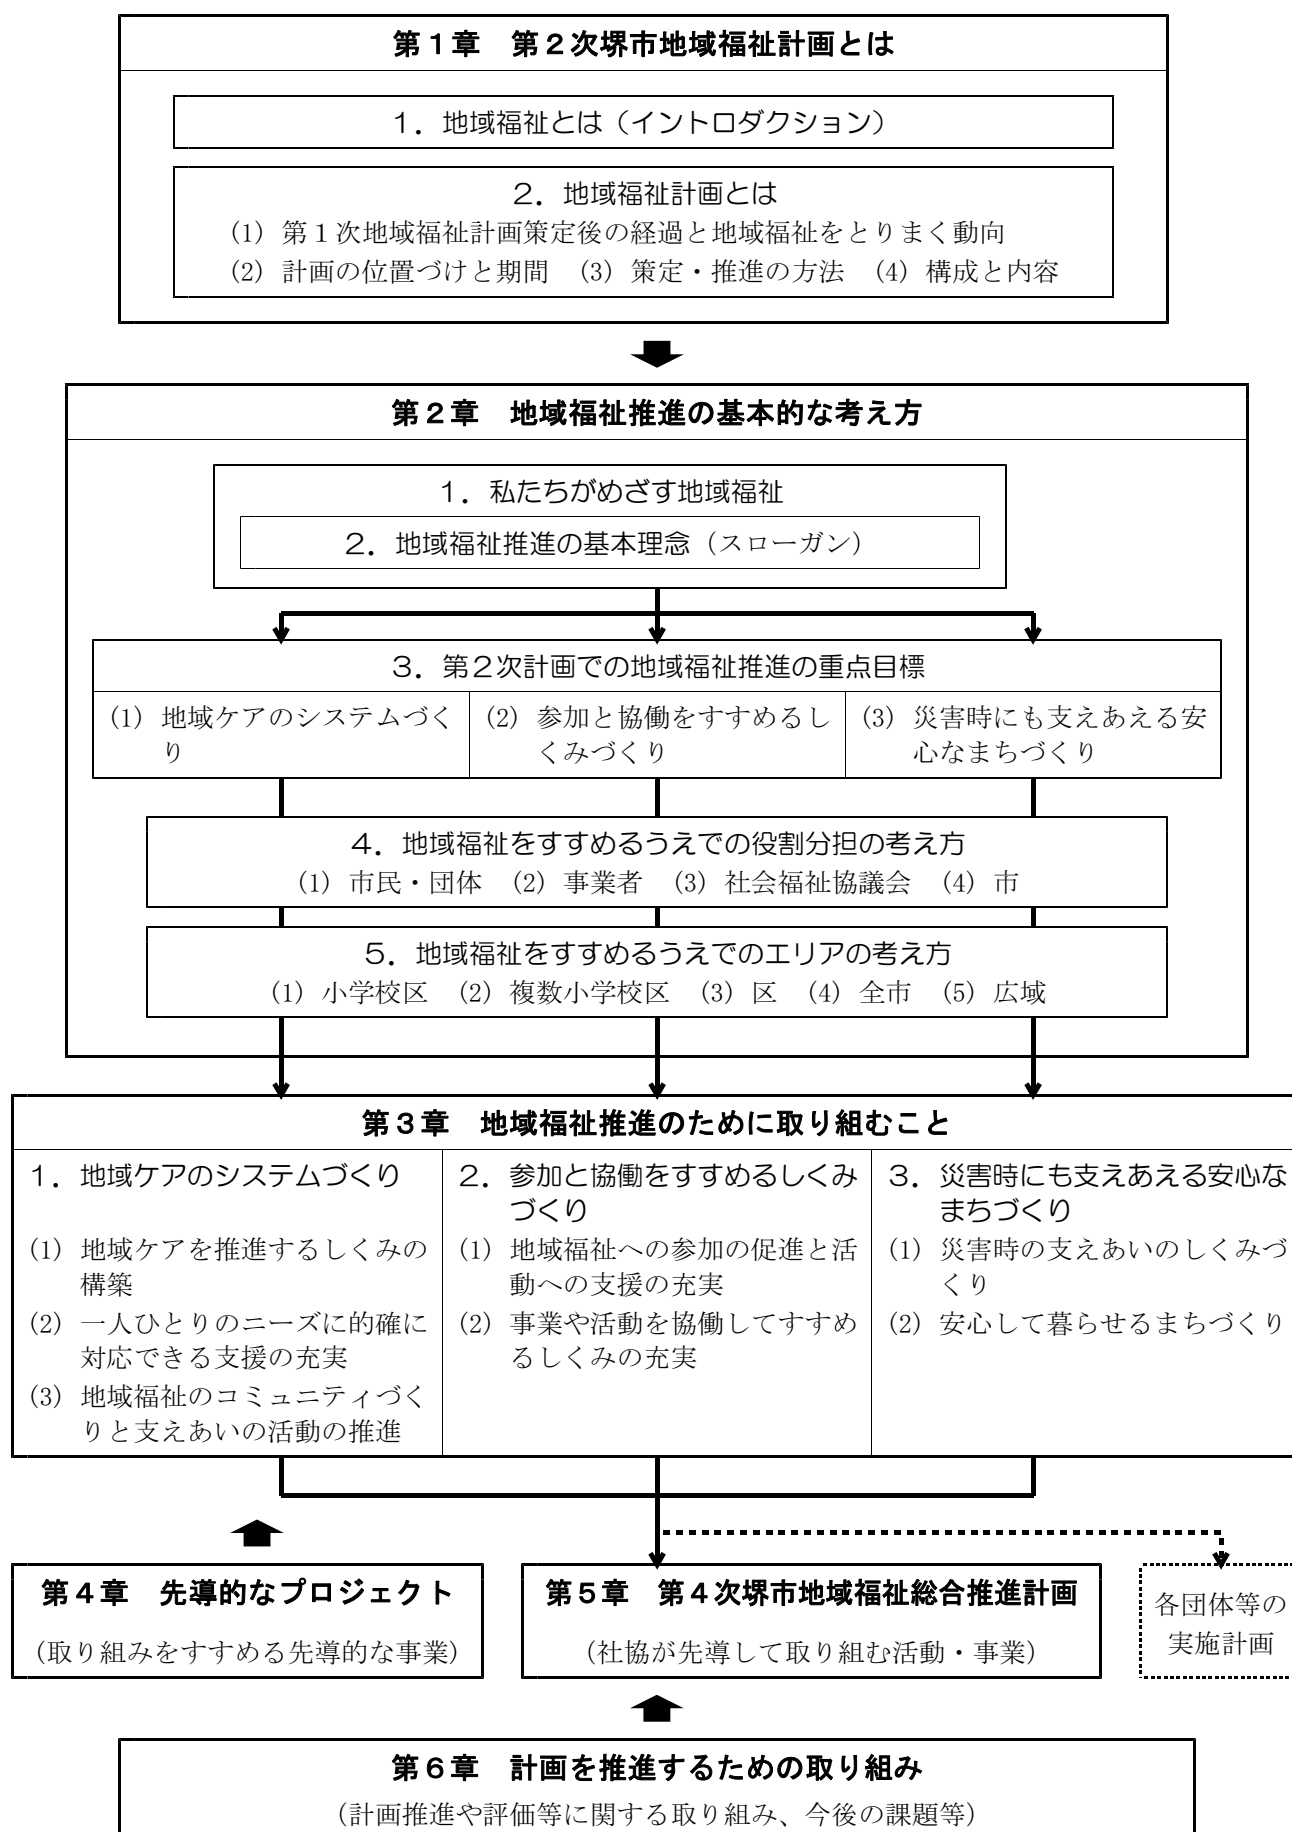 第１章　第２次堺市地域福祉計画とは
１．地域福祉とは（イントロダクション）
２．地域福祉計画とは
(1) 第１次地域福祉計画策定後の経過と地域福祉をとりまく動向
(2) 計画の位置づけと期間　(3) 策定・推進の方法　(4) 構成と内容
第２章　地域福祉推進の基本的な考え方
１．私たちがめざす地域福祉
２．地域福祉推進の基本理念（スローガン）
３．第２次計画での地域福祉推進の重点目標
(1) 地域ケアのシステムづく
り
(2) 参加と協働をすすめるし
くみづくり
(3) 災害時にも支えあえる安
心なまちづくり
４．地域福祉をすすめるうえでの役割分担の考え方
(1) 市民・団体　(2) 事業者　(3) 社会福祉協議会　(4) 市
５．地域福祉をすすめるうえでのエリアの考え方
(1) 小学校区　(2) 複数小学校区　(3) 区　(4) 全市　(5) 広域
第３章　地域福祉推進のために取り組むこと
１．地域ケアのシステムづくり
(1) 地域ケアを推進するしくみの
構築
(2) 一人ひとりのニーズに的確に
対応できる支援の充実
(3) 地域福祉のコミュニティづく
りと支えあいの活動の推進
２．参加と協働をすすめるしくみ
づくり
(1) 地域福祉への参加の促進と活
動への支援の充実
(2) 事業や活動を協働してすすめ
るしくみの充実
３．災害時にも支えあえる安心な
まちづくり
(1) 災害時の支えあいのしくみづ
くり
(2) 安心して暮らせるまちづくり
第４章　先導的なプロジェクト
（取り組みをすすめる先導的な事業）
第５章　第４次堺市地域福祉総合推進計画
（社協が先導して取り組む活動・事業）
各団体等の
実施計画
第６章　計画を推進するための取り組み
（計画推進や評価等に関する取り組み、今後の課題等）